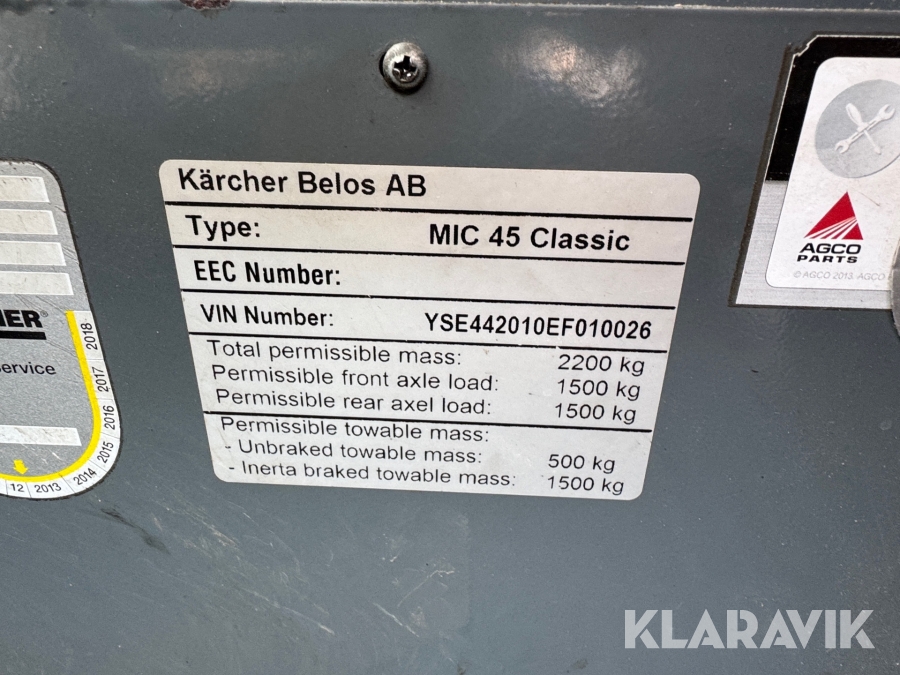 Kärcher Belos AB
Type: MIC 45 Classic
EEC Number:
VIN Number: YSE442010EF010026
Total permissible mass: 2200 kg
Permissible front axle load: 1500 kg
Permissible rear axel load: 1500 kg
Permissible towable mass:
- Unbraked towable mass: 500 kg
- Inerta braked towable mass: 1500 kg
AGCO
PARTS
© AGCO 2013. AGCO
service
12 2013 2014 2015 2016 2017 2018
KLARAVIK